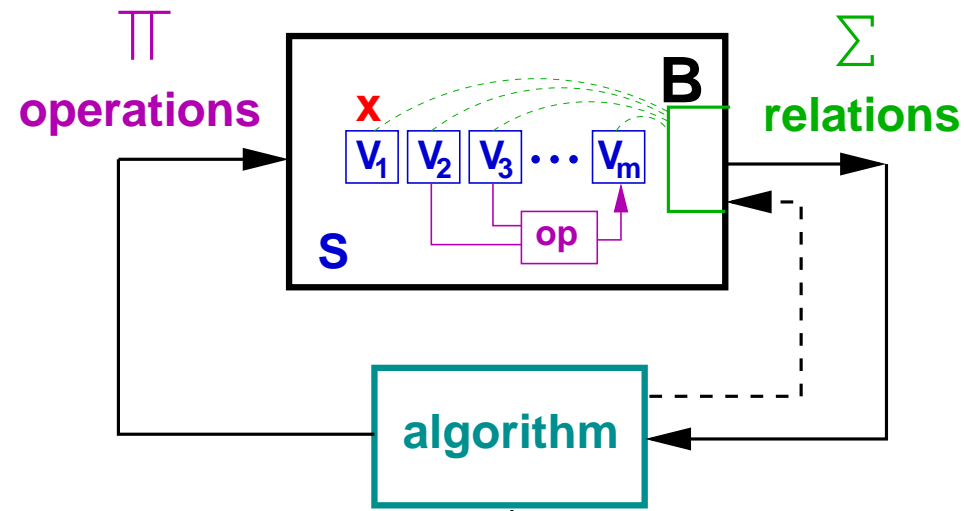 Π Σ
operations B relations
x
V1 V2 V3 ••• Vm
op
S
algorithm